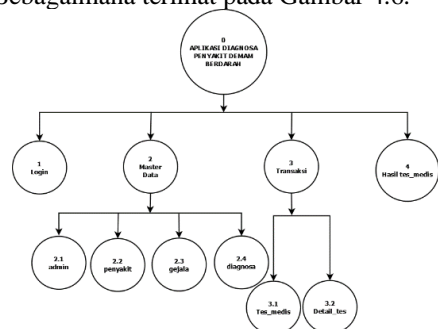 Sebagaimana terlihat pada Gambar 4.6.
0
APLIKASI DIAGNOSA
PENYAKIT DEMAM
BERDARAH
1
Login
2
Master
Data
3
Transaksi
4
Hasil tes_medis
2.1
admin
2.2
penyakit
2.3
gejala
2.4
diagnosa
3.1
Tes_medis
3.2
Detail_tes